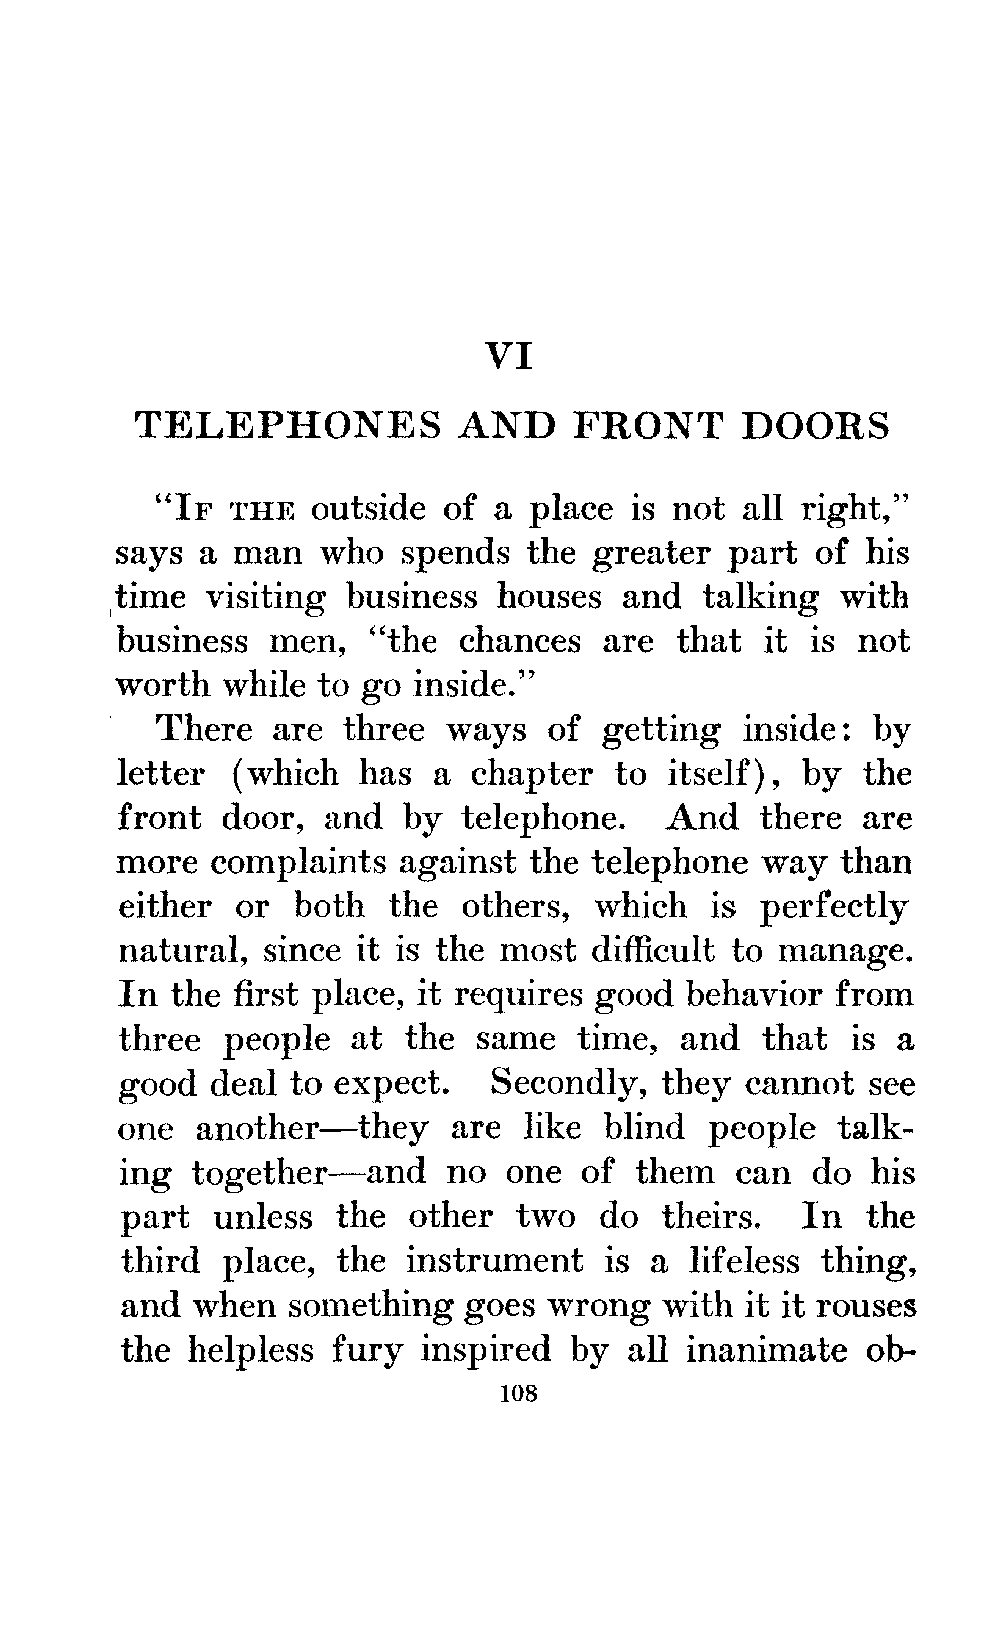 VI
TELEPHONES AND FRONT DOORS
“IF THE outside of a place is not all right,”
says a man who spends the greater part of his
time visiting business houses and talking with
business men, “the chances are that it is not
worth while to go inside.”
There are three ways of getting inside: by
letter (which has a chapter to itself), by the
front door, and by telephone. And there are
more complaints against the telephone way than
either or both the others, which is perfectly
natural, since it is the most difficult to manage.
In the first place, it requires good behavior from
three people at the same time, and that is a
good deal to expect. Secondly, they cannot see
one another—they are like blind people talk-
ing together—and no one of them can do his
part unless the other two do theirs. In the
third place, the instrument is a lifeless thing,
and when something goes wrong with it it rouses
the helpless fury inspired by all inanimate ob-
108